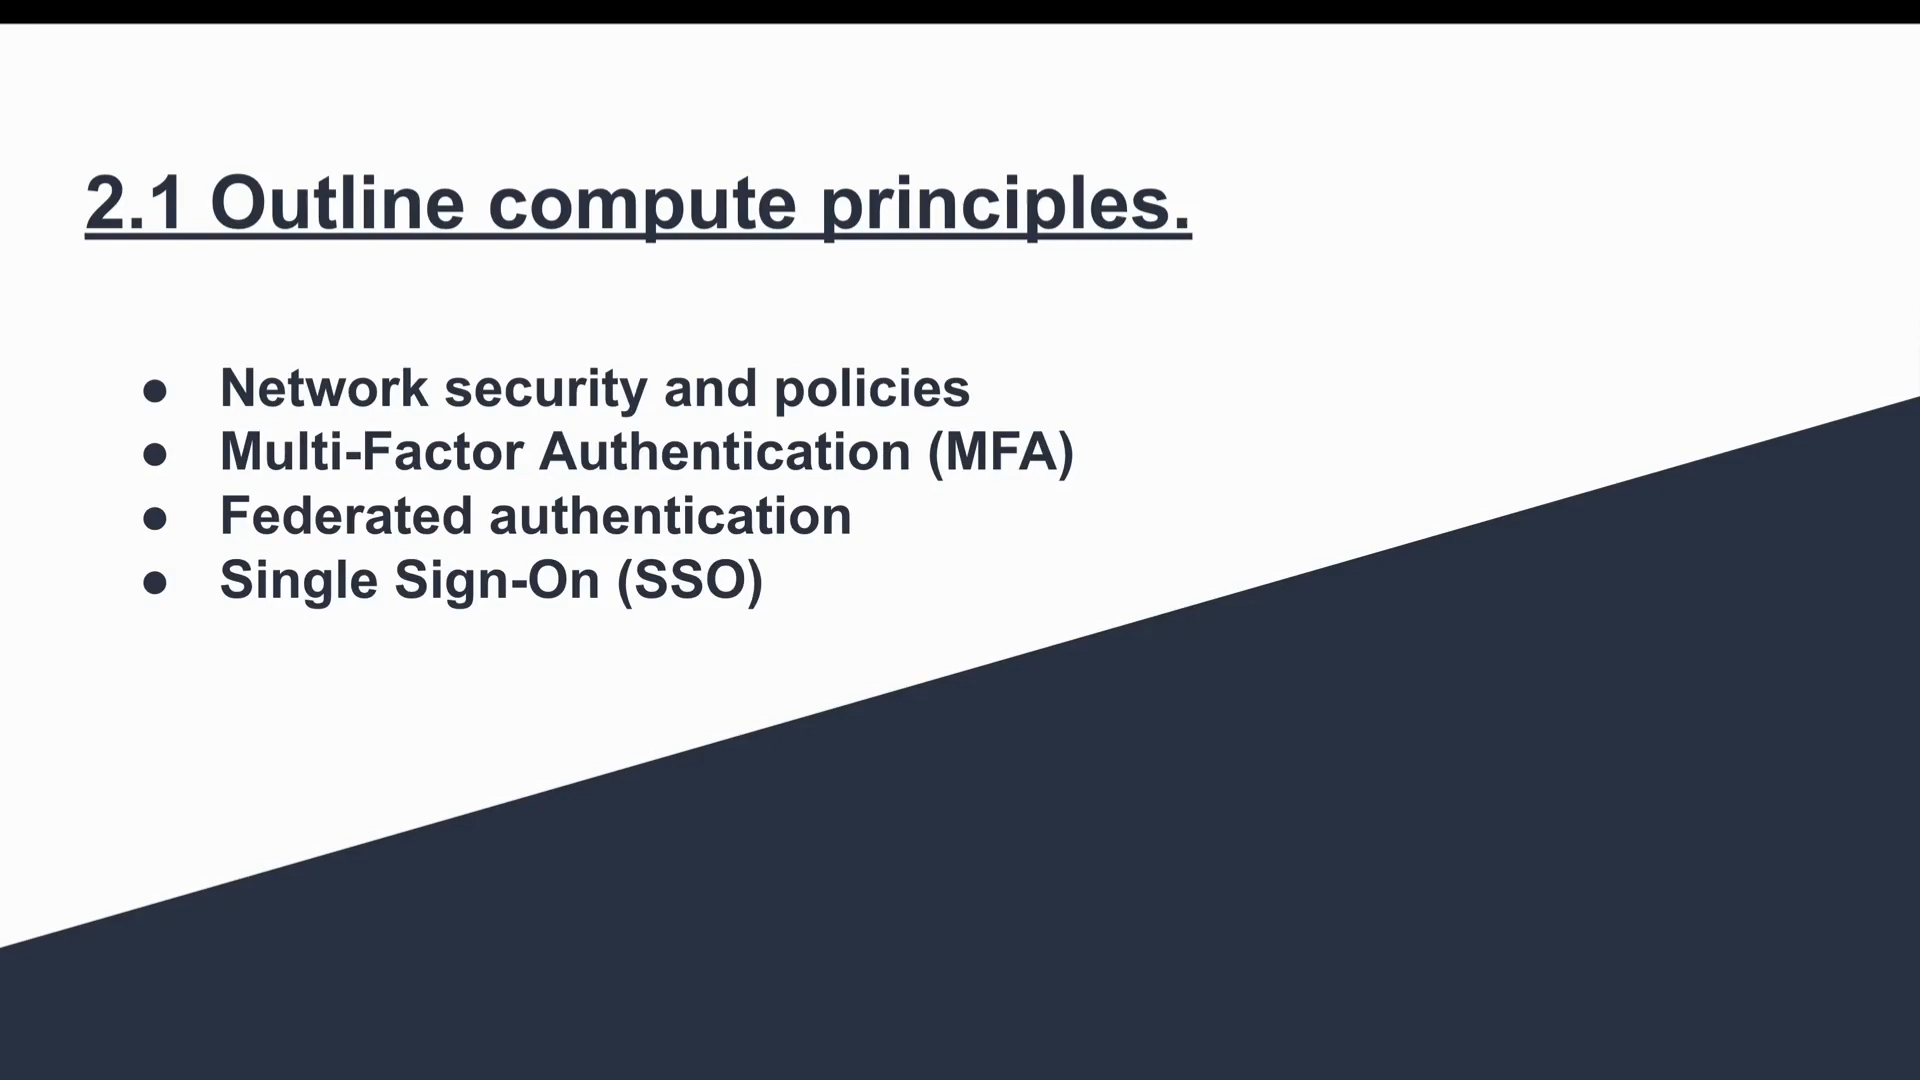 2.1 Outline compute principles.
● Network security and policies
● Multi-Factor Authentication (MFA)
● Federated authentication
● Single Sign-On (SSO)